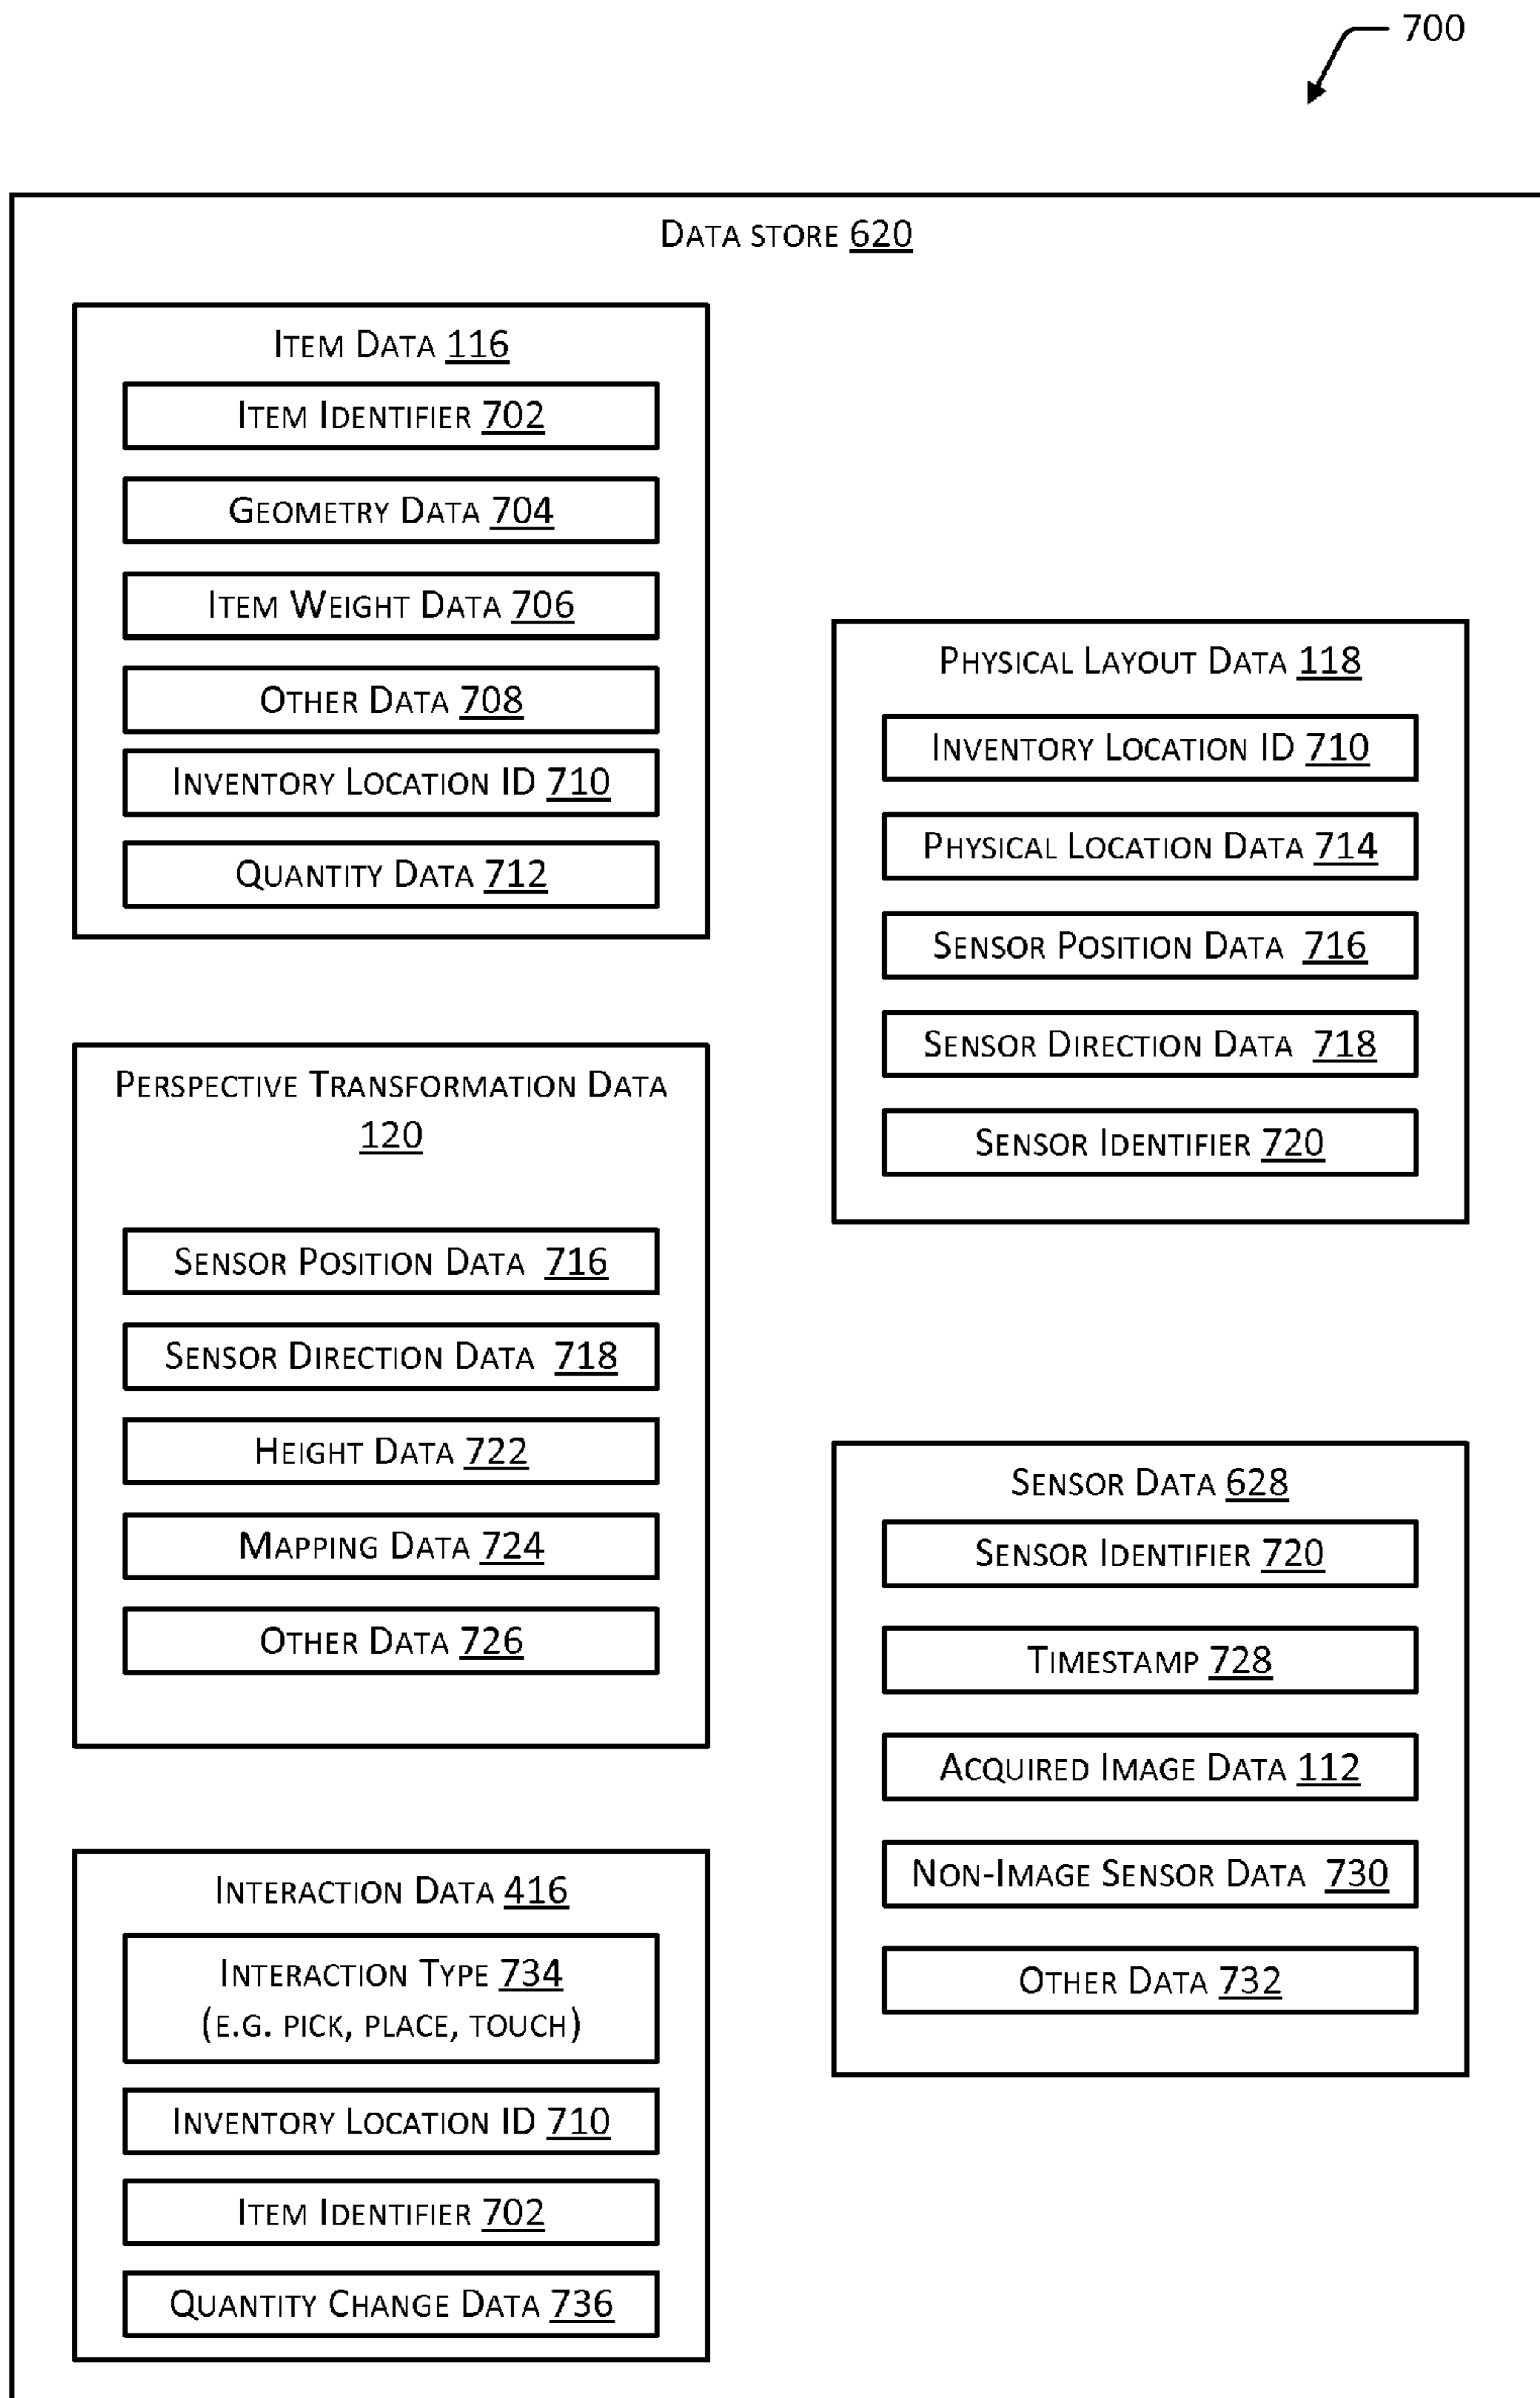 700
DATA STORE 620
ITEM DATA 116
ITEM IDENTIFIER 702
GEOMETRY DATA 704
ITEM WEIGHT DATA 706
OTHER DATA 708
INVENTORY LOCATION ID 710
QUANTITY DATA 712
PHYSICAL LAYOUT DATA 118
INVENTORY LOCATION ID 710
PHYSICAL LOCATION DATA 714
SENSOR POSITION DATA 716
SENSOR DIRECTION DATA 718
SENSOR IDENTIFIER 720
PERSPECTIVE TRANSFORMATION DATA
120
SENSOR POSITION DATA 716
SENSOR DIRECTION DATA 718
HEIGHT DATA 722
MAPPING DATA 724
OTHER DATA 726
SENSOR DATA 628
SENSOR IDENTIFIER 720
TIMESTAMP 728
ACQUIRED IMAGE DATA 112
NON-IMAGE SENSOR DATA 730
OTHER DATA 732
INTERACTION DATA 416
INTERACTION TYPE 734
(E.G. PICK, PLACE, TOUCH)
INVENTORY LOCATION ID 710
ITEM IDENTIFIER 702
QUANTITY CHANGE DATA 736